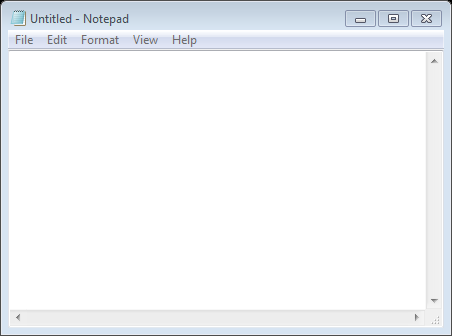 Untitled - Notepad
File Edit Format View Help